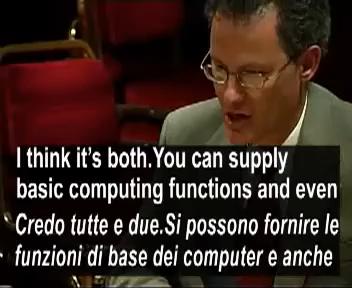 I think it's both.You can supply
basic computing functions and even
Credo tutte e due.Si possono fornire le
funzioni di base dei computer e anche